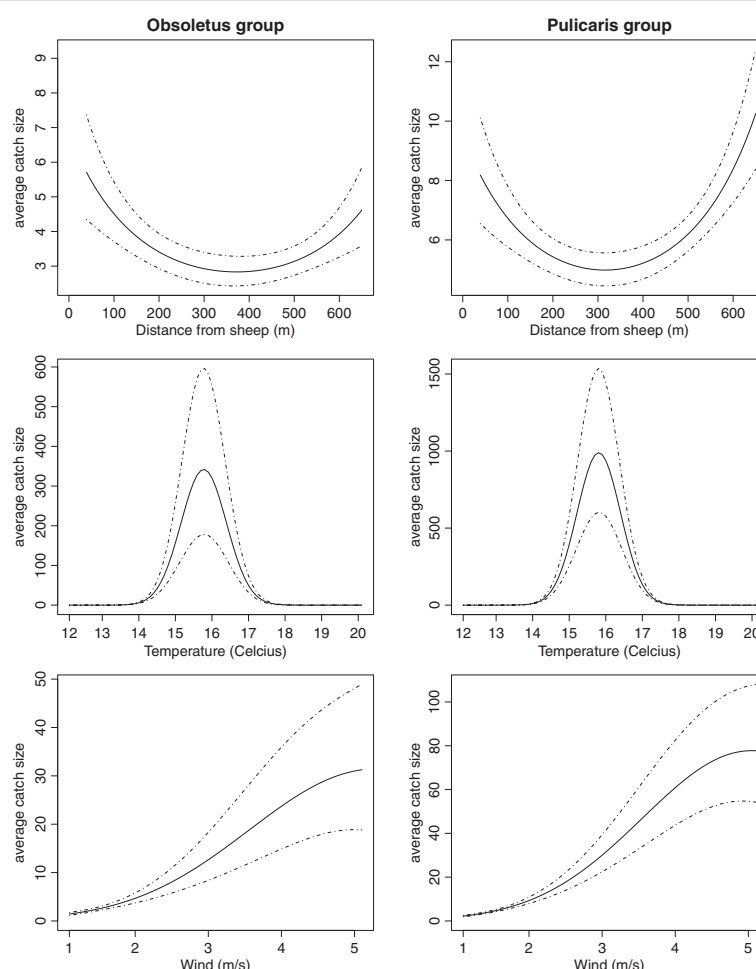 Obsoletus group
Pulicaris group
average catch size
9
8
7
6
5
4
3
0 100 200 300 400 500 600
Distance from sheep (m)
average catch size
12
10
8
6
0 100 200 300 400 500 600
Distance from sheep (m)
average catch size
600
500
400
300
200
100
0
12 13 14 15 16 17 18 19 20
Temperature (Celcius)
average catch size
1500
1000
500
0
12 13 14 15 16 17 18 19 20
Temperature (Celcius)
average catch size
50
40
30
20
10
0
1 2 3 4 5
Wind (m/s)
average catch size
100
80
60
40
20
0
1 2 3 4 5
Wind (m/s)